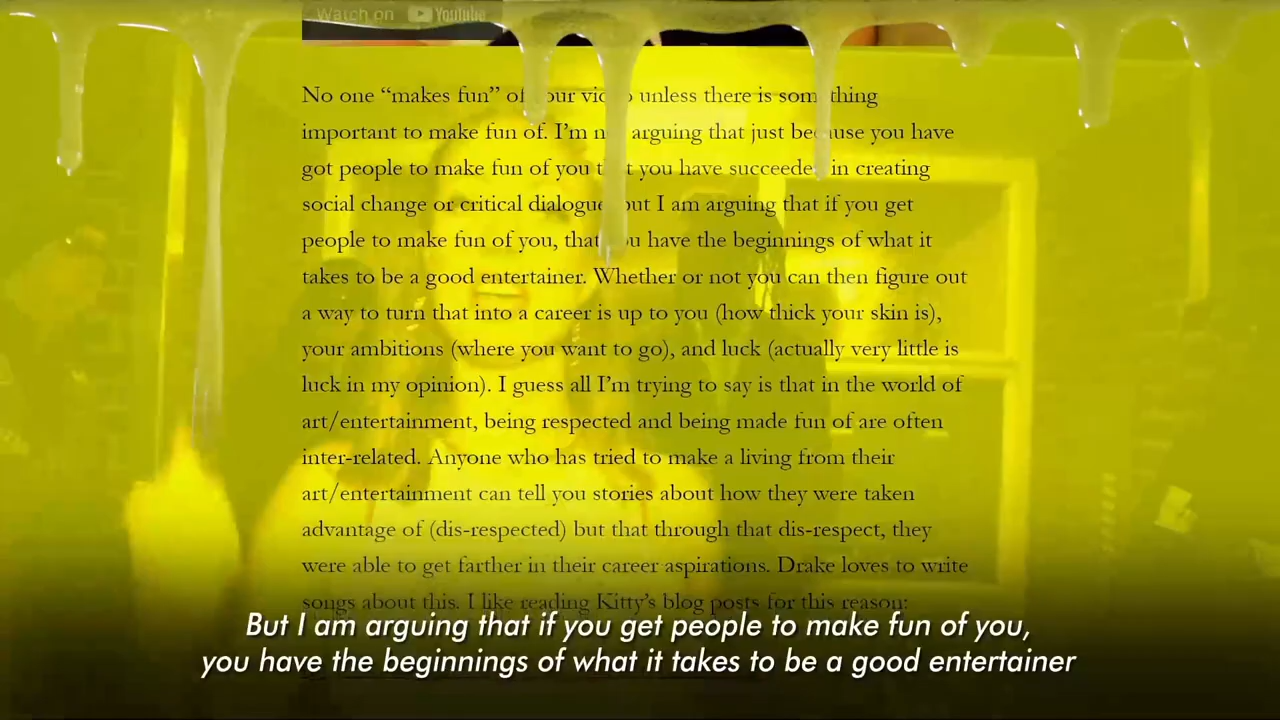 Watch on YouTube
No one “makes fun” of your video unless there is something
important to make fun of. I’m not arguing that just because you have
got people to make fun of you that you have succeeded in creating
social change or critical dialogue but I am arguing that if you get
people to make fun of you, that you have the beginnings of what it
takes to be a good entertainer. Whether or not you can then figure out
a way to turn that into a career is up to you (how thick your skin is),
your ambitions (where you want to go), and luck (actually very little is
luck in my opinion). I guess all I’m trying to say is that in the world of
art/entertainment, being respected and being made fun of are often
inter-related. Anyone who has tried to make a living from their
art/entertainment can tell you stories about how they were taken
advantage of (dis-respected) but that through that dis-respect, they
were able to get farther in their career aspirations. Drake loves to write
songs about this. I like reading Kitty’s blog posts for this reason:
But I am arguing that if you get people to make fun of you,
you have the beginnings of what it takes to be a good entertainer